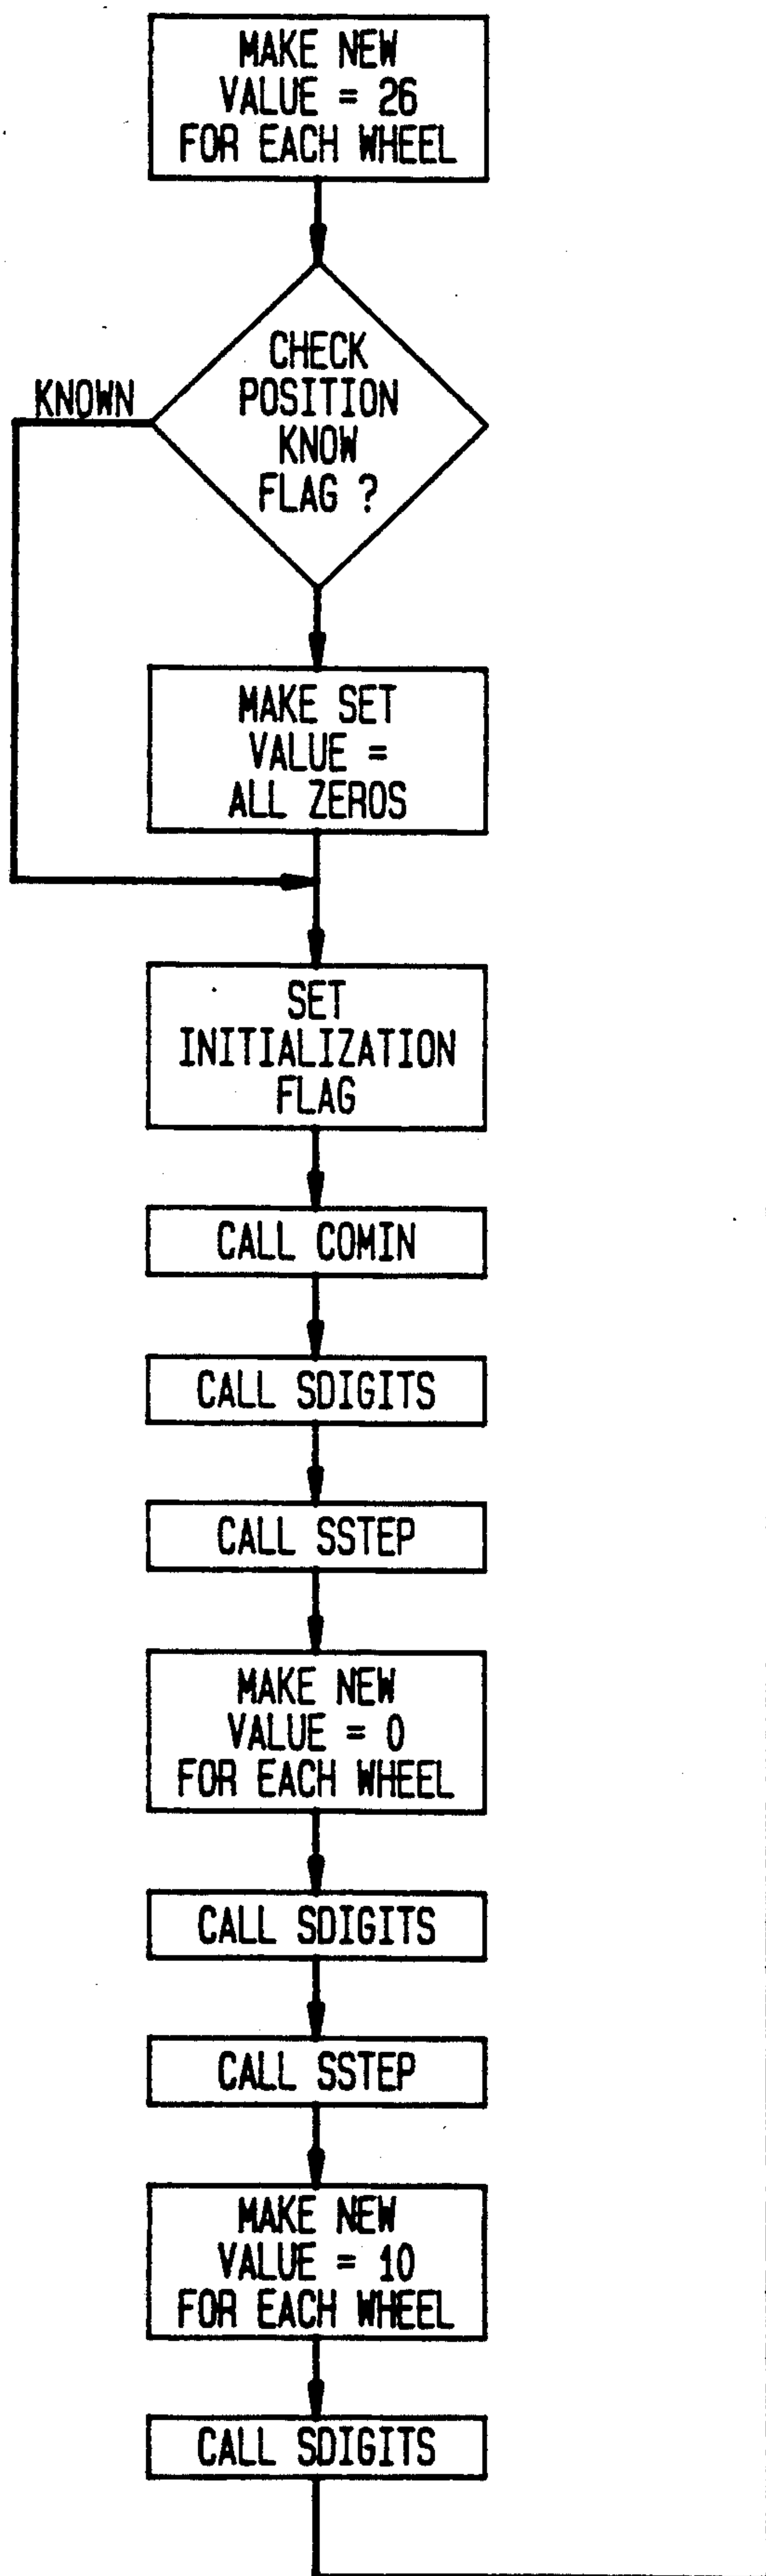 MAKE NEW
VALUE = 26
FOR EACH WHEEL
CHECK
POSITION
KNOW
FLAG ?
KNOWN
MAKE SET
VALUE =
ALL ZEROS
SET
INITIALIZATION
FLAG
CALL COMIN
CALL SDIGITS
CALL SSTEP
MAKE NEW
VALUE = 0
FOR EACH WHEEL
CALL SDIGITS
CALL SSTEP
MAKE NEW
VALUE = 10
FOR EACH WHEEL
CALL SDIGITS